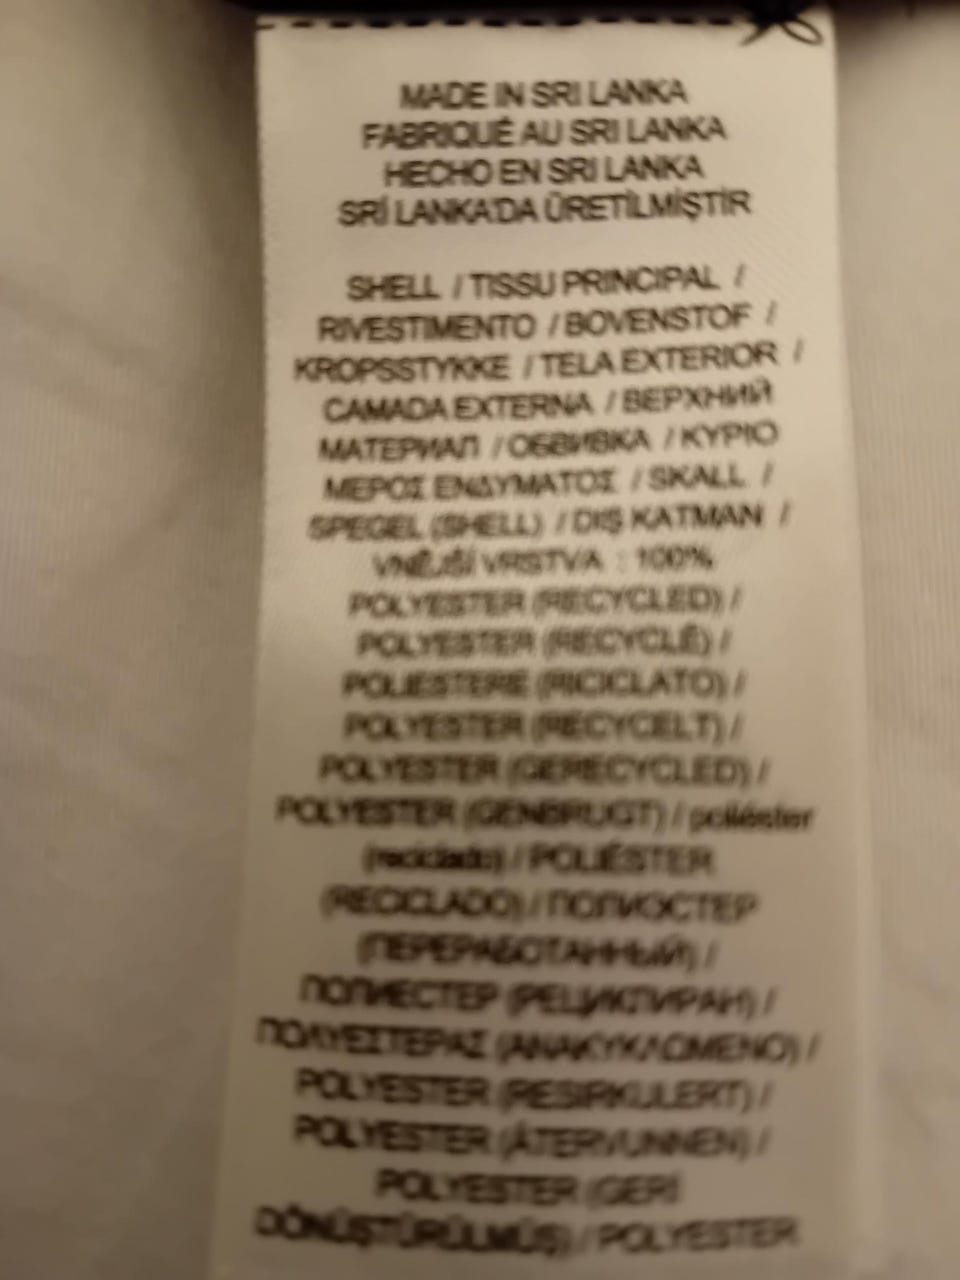 MADE IN SRI LANKA
FABRIQUÉ AU SRI LANKA
HECHO EN SRI LANKA
SRİ LANKA'DA ÜRETİLMİŞTİR
SHELL / TISSU PRINCIPAL /
RIVESTIMENTO / BOVENSTOF /
KROPSSTYKKE / TELA EXTERIOR /
CAMADA EXTERNA / ВЕРХНИЙ
МАТЕРИАЛ / ОБВИВКА / ΚΥΡΙΟ
ΜΕΡΟΣ ΕΝΔΥΜΑΤΟΣ / SKALL /
SPEGEL (SHELL) / DIŞ KATMAN /
VNĚJŠÍ VRSTVA : 100%
POLYESTER (RECYCLED) /
POLYESTER (RECYCLÉ) /
POLIESTERE (RICICLATO) /
POLYESTER (RECYCELT) /
POLYESTER (GERECYCLED) /
POLYESTER (GENBRUGT) / poliéster
(reciclado) / POLIÉSTER
(RECICLADO) / ПОЛИЭСТЕР
(ПЕРЕРАБОТАННЫЙ) /
ПОЛИЕСТЕР (РЕЦИКЛИРАН) /
ΠΟΛΥΕΣΤΕΡΑΣ (ΑΝΑΚΥΚΛΩΜΕΝΟ) /
POLYESTER (RESIRKULERT) /
POLYESTER (ÅTERVUNNEN) /
POLYESTER (GERİ
DÖNÜŞTÜRÜLMÜŞ) / POLYESTER